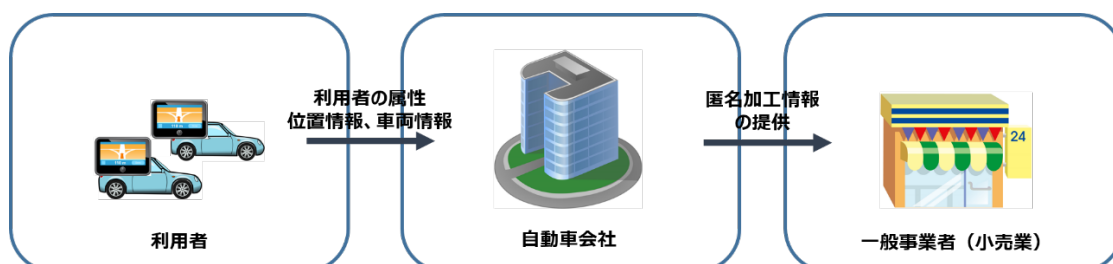 利用者の属性
位置情報、車両情報
匿名加工情報
の提供
24
利用者
自動車会社
一般事業者（小売業）